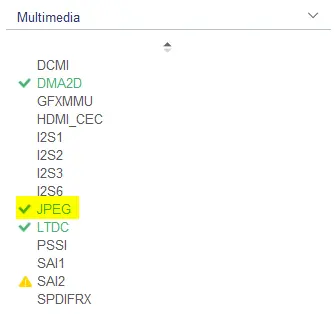 Multimedia
DCMI
DMA2D
GFXMMU
HDMI_CEC
I2S1
I2S2
I2S3
I2S6
JPEG
LTDC
PSSI
SAI1
SAI2
SPDIFRX